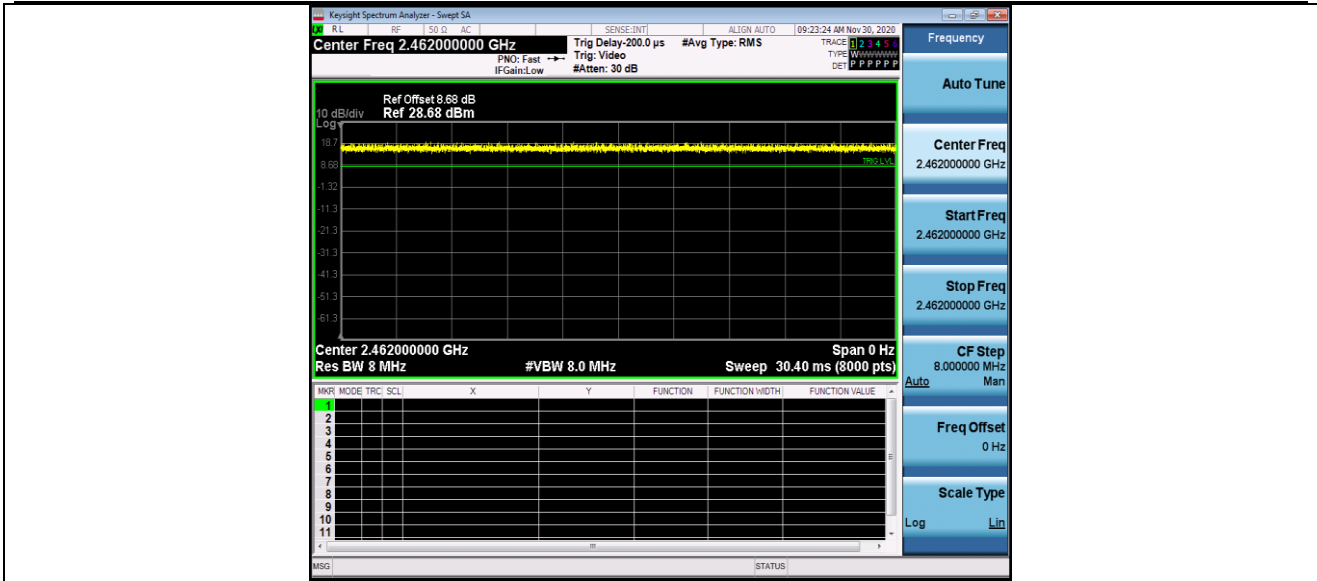 Keysight Spectrum Analyzer - Swept SA
RL RF 50 Ω AC SENSE:INT ALIGN AUTO 09:23:24 AM Nov 30, 2020
Center Freq 2.462000000 GHz
PNO: Fast
IFGain:Low
Trig Delay-200.0 µs
Trig: Video
#Atten: 30 dB
#Avg Type: RMS
TRACE 1 2 3 4 5 6
TYPE WWWWWW
DET P P P P P P
Ref Offset 8.68 dB
10 dB/div Ref 28.68 dBm
Log
18.7
8.68
TRIG LVL
-1.32
-11.3
-21.3
-31.3
-41.3
-51.3
-61.3
Center 2.462000000 GHz Span 0 Hz
Res BW 8 MHz #VBW 8.0 MHz Sweep 30.40 ms (8000 pts)
MKR MODE TRC SCL X Y FUNCTION FUNCTION WIDTH FUNCTION VALUE
1
2
3
4
5
6
7
8
9
10
11
MSG STATUS
Frequency
Auto Tune
Center Freq
2.462000000 GHz
Start Freq
2.462000000 GHz
Stop Freq
2.462000000 GHz
CF Step
8.000000 MHz
Auto Man
Freq Offset
0 Hz
Scale Type
Log Lin